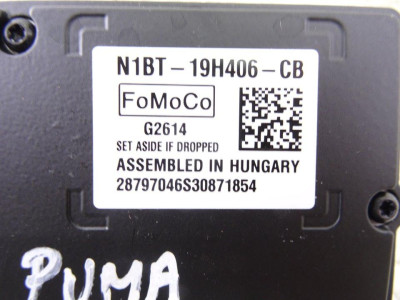 N1BT-19H406-CB
FoMoCo
G2614
SET ASIDE IF DROPPED
ASSEMBLED IN HUNGARY
28797046S30871854
PUMA